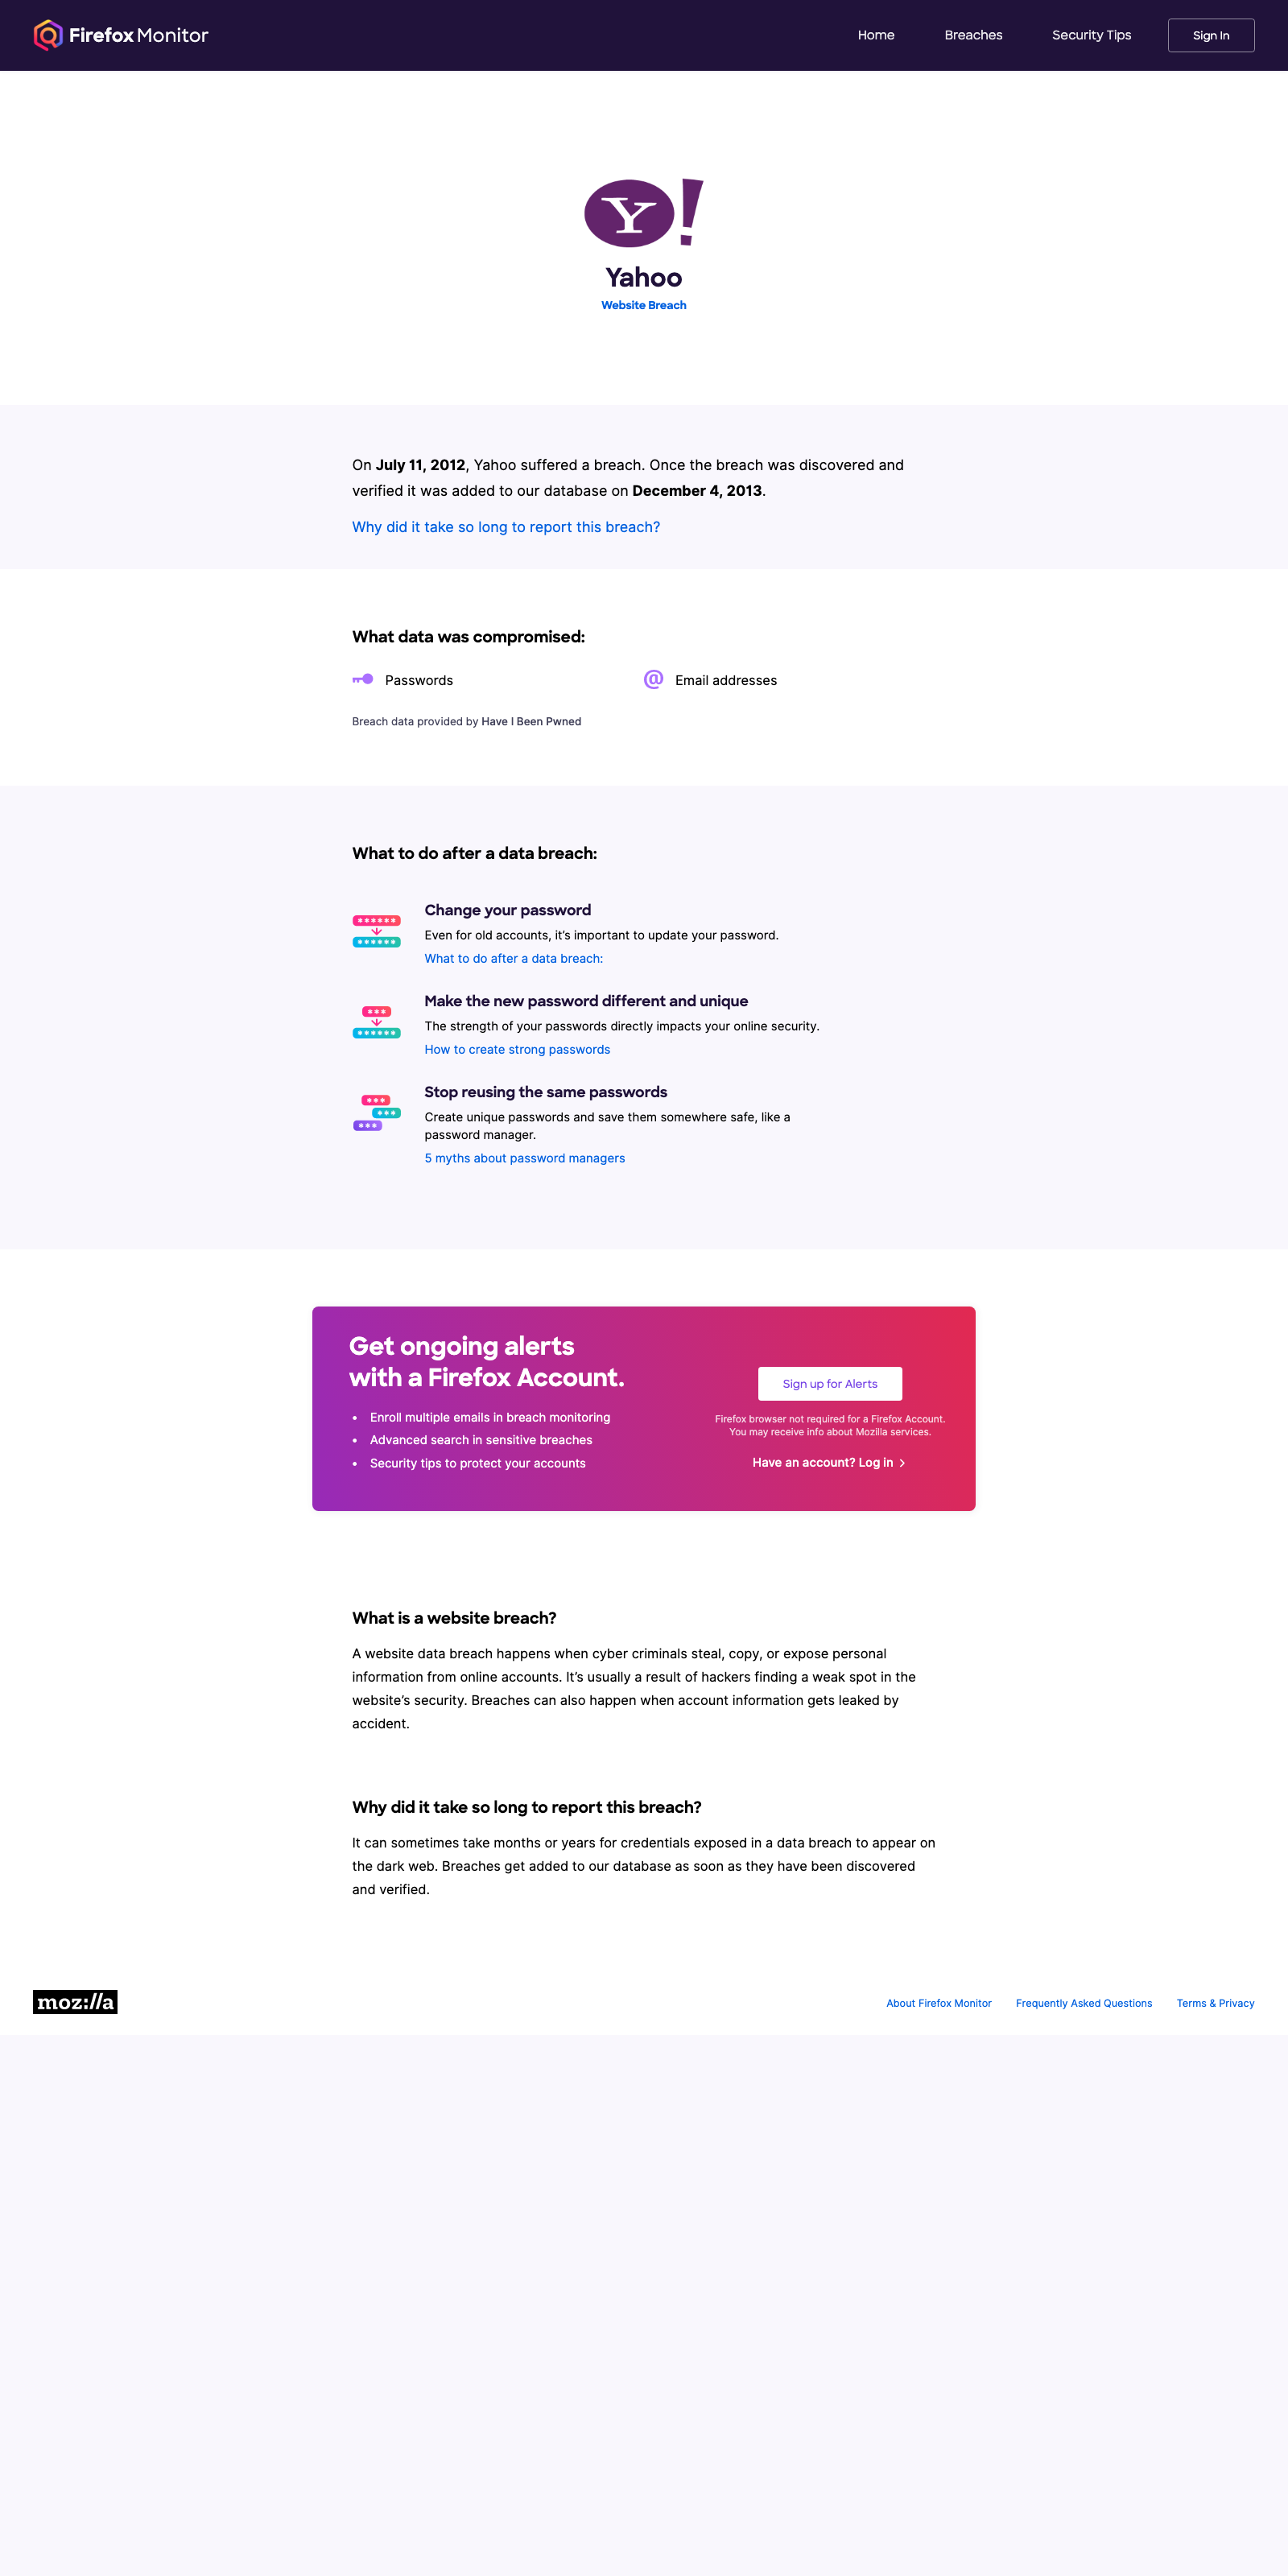 Firefox Monitor
Home
Breaches
Security Tips
Sign In
Y!
Yahoo
Website Breach
On July 11, 2012, Yahoo suffered a breach. Once the breach was discovered and
verified it was added to our database on December 4, 2013.
Why did it take so long to report this breach?
What data was compromised:
Passwords
@ Email addresses
Breach data provided by Have I Been Pwned
What to do after a data breach:
Change your password
Even for old accounts, it’s important to update your password.
What to do after a data breach:
Make the new password different and unique
The strength of your passwords directly impacts your online security.
How to create strong passwords
Stop reusing the same passwords
Create unique passwords and save them somewhere safe, like a
password manager.
5 myths about password managers
Get ongoing alerts
with a Firefox Account.
• Enroll multiple emails in breach monitoring
• Advanced search in sensitive breaches
• Security tips to protect your accounts
Sign up for Alerts
Firefox browser not required for a Firefox Account.
You may receive info about Mozilla services.
Have an account? Log in
What is a website breach?
A website data breach happens when cyber criminals steal, copy, or expose personal
information from online accounts. It’s usually a result of hackers finding a weak spot in the
website’s security. Breaches can also happen when account information gets leaked by
accident.
Why did it take so long to report this breach?
It can sometimes take months or years for credentials exposed in a data breach to appear on
the dark web. Breaches get added to our database as soon as they have been discovered
and verified.
moz://a
About Firefox Monitor
Frequently Asked Questions
Terms & Privacy